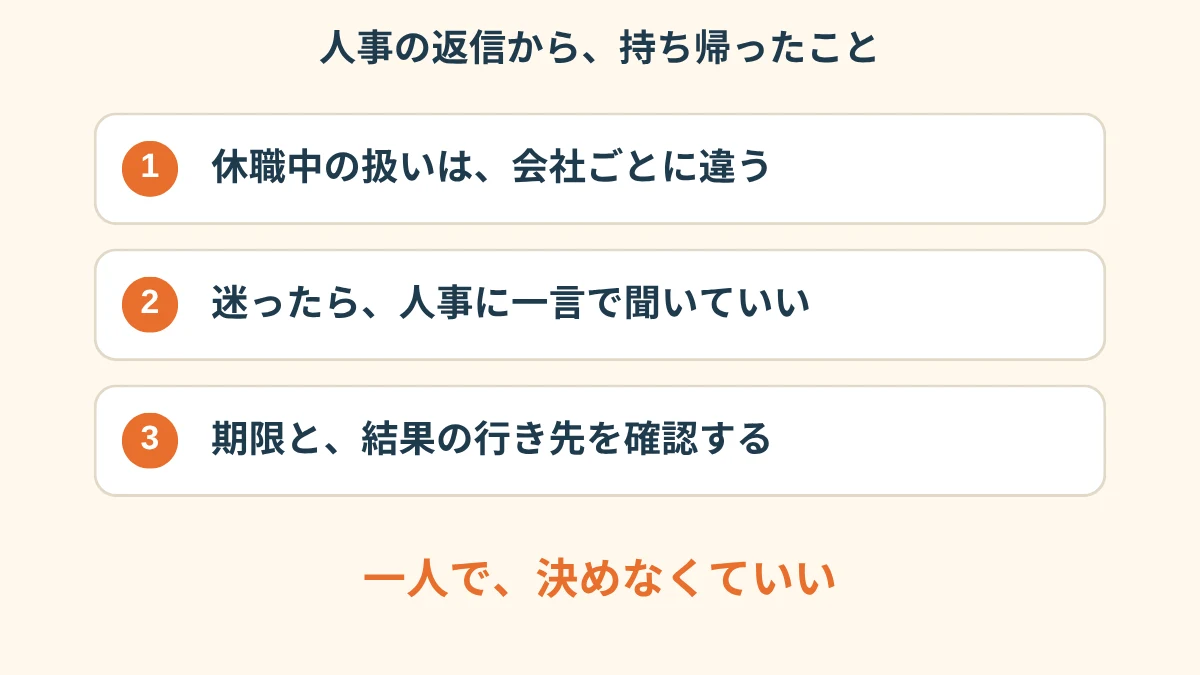 人事の返信から、持ち帰ったこと
1 休職中の扱いは、会社ごとに違う
2 迷ったら、人事に一言で聞いていい
3 期限と、結果の行き先を確認する
一人で、決めなくていい